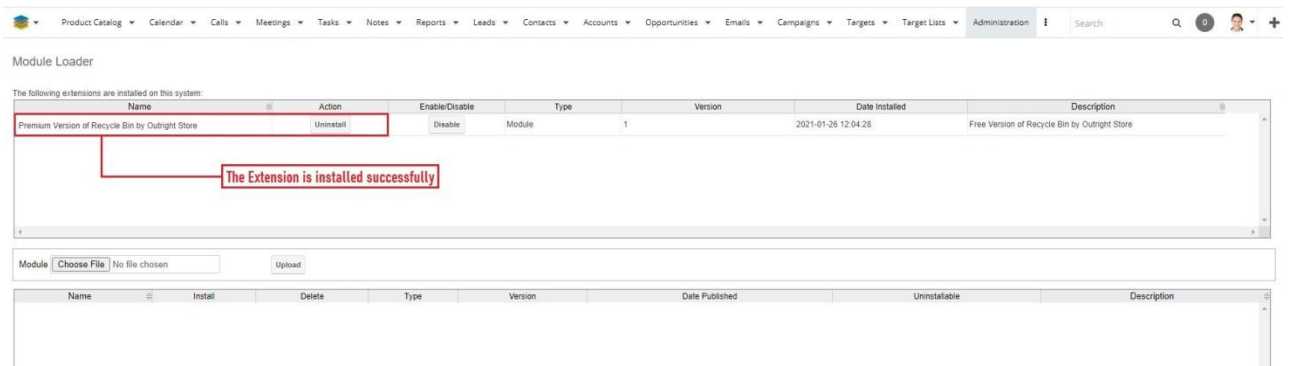 Product Catalog Calendar Calls Meetings Tasks Notes Reports Leads Contacts Accounts Opportunities Emails Campaigns Targets Target Lists Administration Search 0
Module Loader
The following extensions are installed on this system:
Name Action Enable/Disable Type Version Date Installed Description
Premium Version of Recycle Bin by Outright Store Uninstall Disable Module 1 2021-01-26 12:04:28 Free Version of Recycle Bin by Outright Store
The Extension is installed successfully
Module Choose File No file chosen Upload
Name Install Delete Type Version Date Published Uninstallable Description